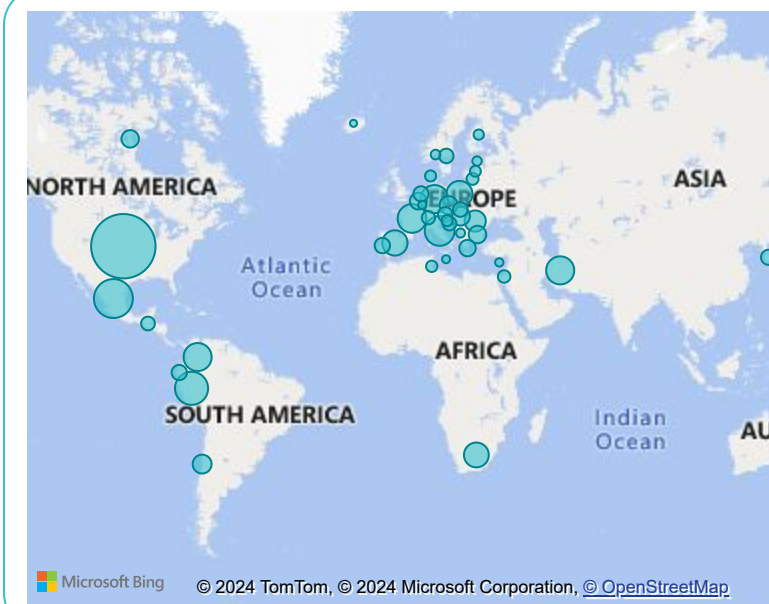 NORTH AMERICA
EUROPE
ASIA
Atlantic
Ocean
AFRICA
SOUTH AMERICA
Indian
Ocean
AU
Microsoft Bing
© 2024 TomTom, © 2024 Microsoft Corporation, © OpenStreetMap